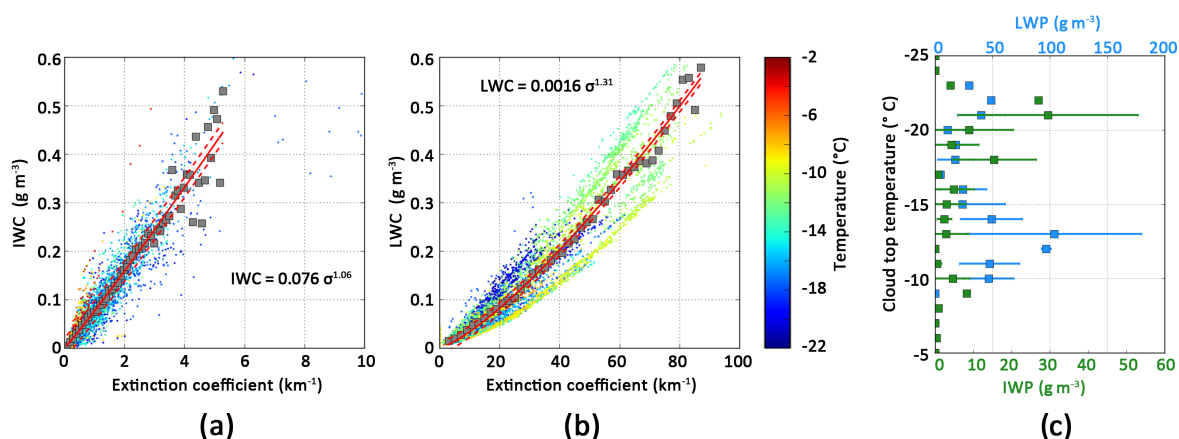 0.6
0.5
0.4
0.3
0.2
0.1
0
IWC (g m-3)
IWC = 0.076 σ1.06
0 2 4 6 8 10
Extinction coefficient (km-1)
(a)
0.6
0.5
0.4
0.3
0.2
0.1
0
LWC (g m-3)
LWC = 0.0016 σ1.31
0 20 40 60 80 100
Extinction coefficient (km-1)
(b)
-2
-6
-10
-14
-18
-22
Temperature (°C)
LWP (g m-3)
0 50 100 150 200
-25
-20
-15
-10
-5
Cloud top temperature (° C)
0 10 20 30 40 50 60
IWP (g m-3)
(c)